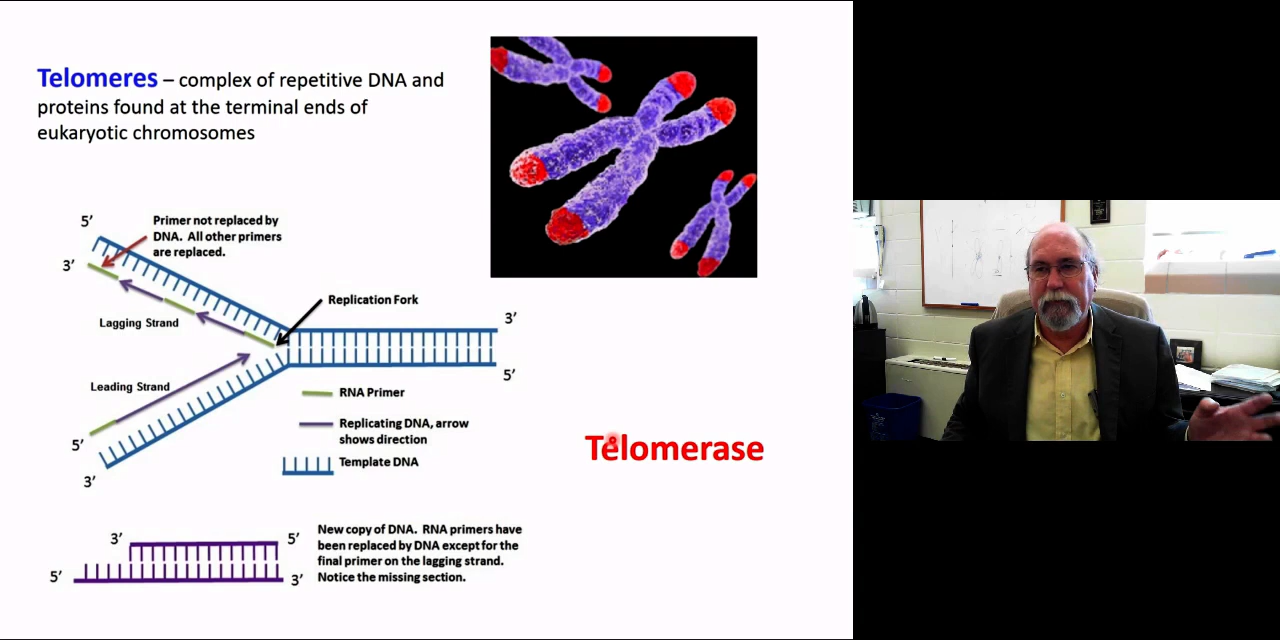 Telomeres – complex of repetitive DNA and
proteins found at the terminal ends of
eukaryotic chromosomes
5’
Primer not replaced by
DNA. All other primers
are replaced.
3’
Replication Fork
3’
Lagging Strand
5’
Leading Strand
RNA Primer
Replicating DNA, arrow
shows direction
5’
Template DNA
3’
Telomerase
3’
5’
New copy of DNA. RNA primers have
been replaced by DNA except for the
final primer on the lagging strand.
Notice the missing section.
5’
3’